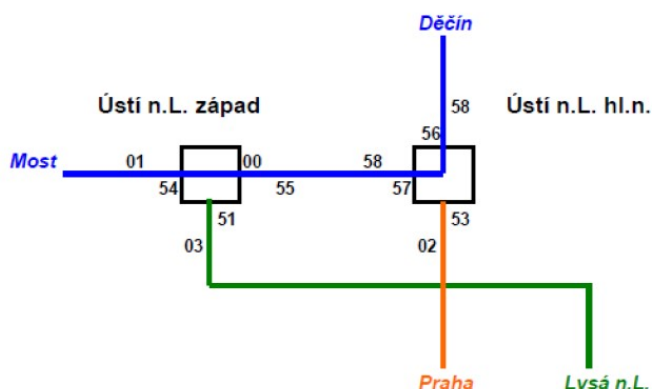 Děčín
Ústí n.L. západ
58
Ústí n.L. hl.n.
56
Most
01
00
58
54
55
57
51
53
03
02
Praha
Lysá n.L.